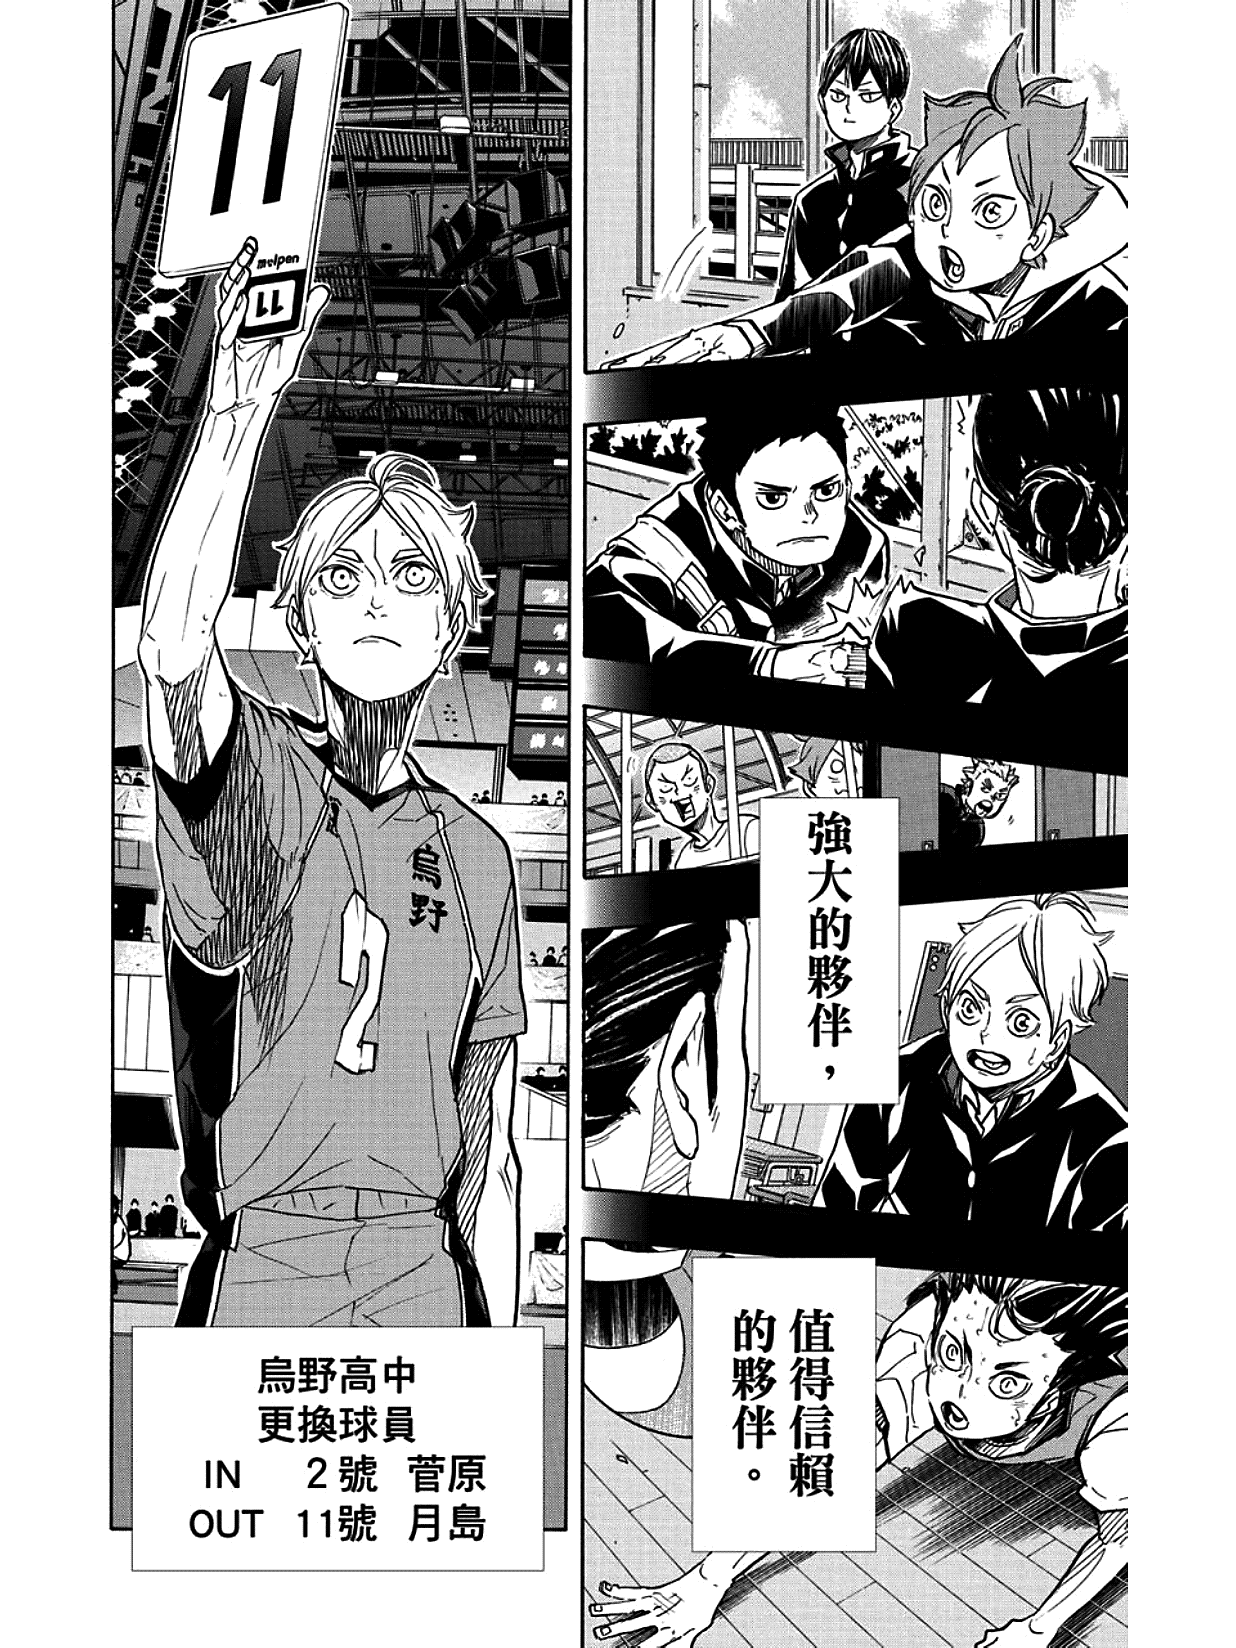 強大的夥伴，
值得信賴
的夥伴。
11
molpen
11
烏野
2
烏野高中
更換球員
IN 2號 菅原
OUT 11號 月島